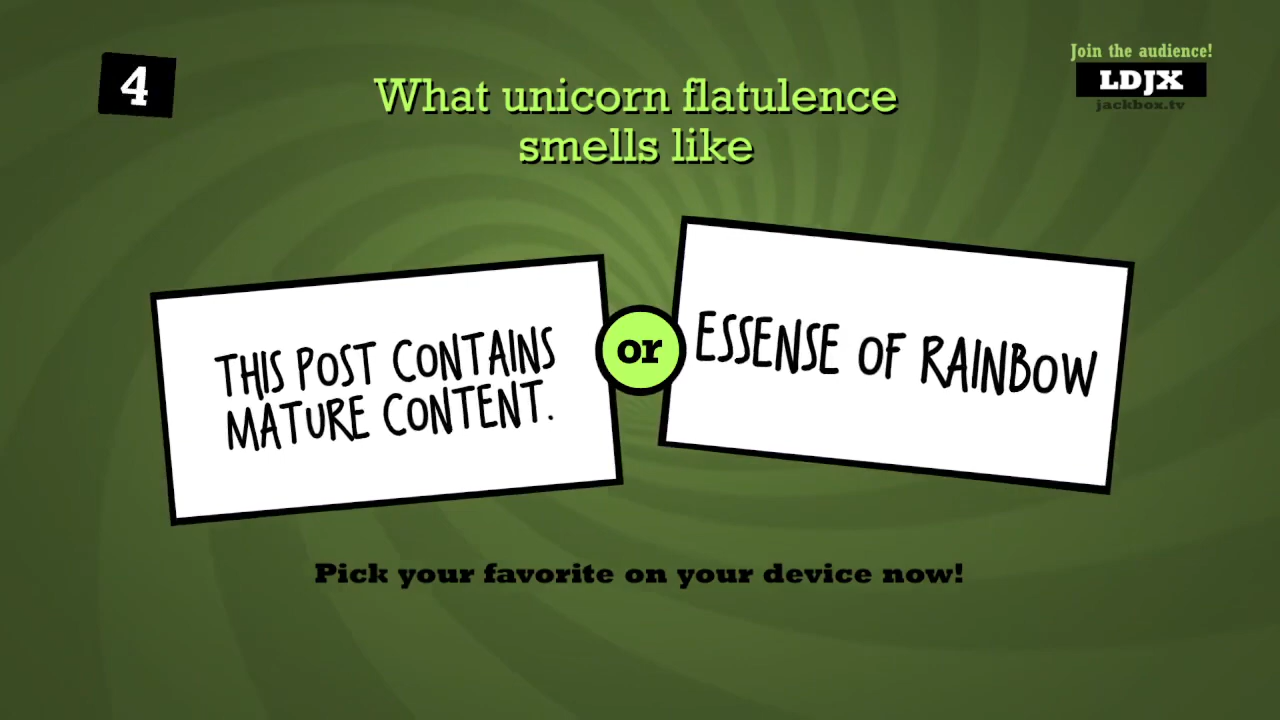 4
What unicorn flatulence
smells like
Join the audience!
LDJX
jackbox.tv
THIS POST CONTAINS
MATURE CONTENT.
or
ESSENSE OF RAINBOW
Pick your favorite on your device now!